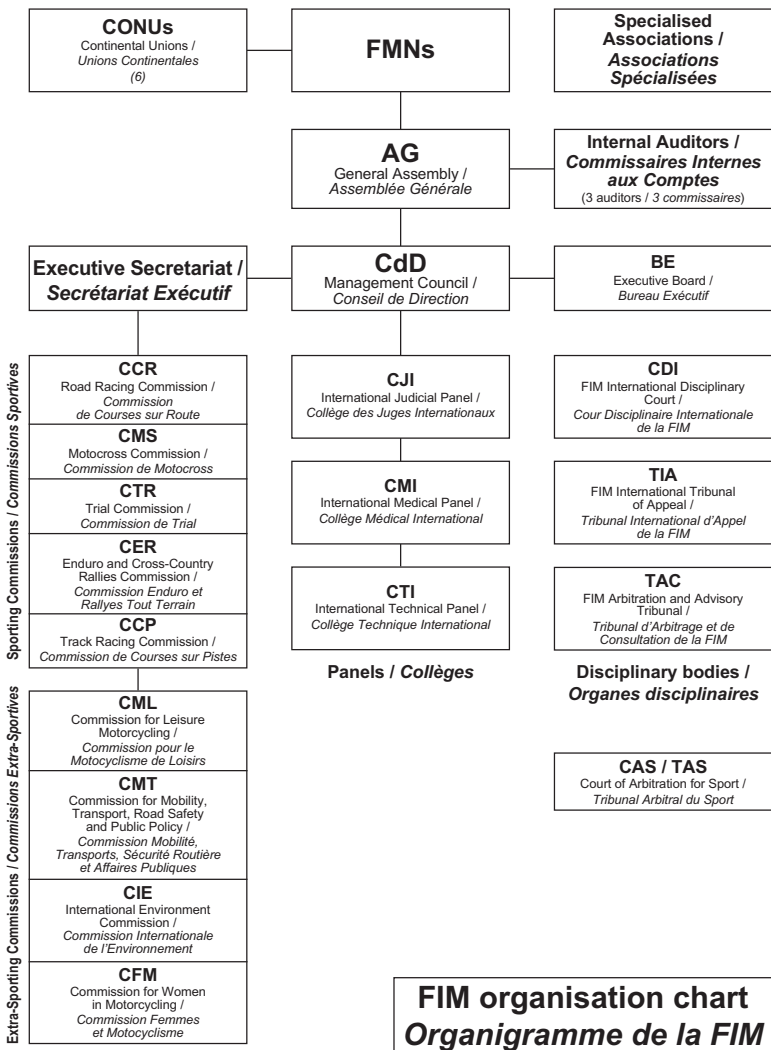 CONUs
Continental Unions /
Unions Continentales
(6)
FMNs
Specialised
Associations /
Associations
Spécialisées
AG
General Assembly /
Assemblée Générale
Internal Auditors /
Commissaires Internes
aux Comptes
(3 auditors / 3 commissaires)
Executive Secretariat /
Secrétariat Exécutif
CdD
Management Council /
Conseil de Direction
BE
Executive Board /
Bureau Exécutif
Sporting Commissions / Commissions Sportives
CCR
Road Racing Commission /
Commission
de Courses sur Route
CMS
Motocross Commission /
Commission de Motocross
CTR
Trial Commission /
Commission de Trial
CER
Enduro and Cross-Country
Rallies Commission /
Commission Enduro et
Rallyes Tout Terrain
CCP
Track Racing Commission /
Commission de Courses sur Pistes
Extra-Sporting Commissions / Commissions Extra-Sportives
CML
Commission for Leisure
Motorcycling /
Commission pour le
Motocyclisme de Loisirs
CMT
Commission for Mobility,
Transport, Road Safety
and Public Policy /
Commission Mobilité,
Transports, Sécurité Routière
et Affaires Publiques
CIE
International Environment
Commission /
Commission Internationale
de l'Environnement
CFM
Commission for Women
in Motorcycling /
Commission Femmes
et Motocyclisme
CJI
International Judicial Panel /
Collège des Juges Internationaux
CMI
International Medical Panel /
Collège Médical International
CTI
International Technical Panel /
Collège Technique International
Panels / Collèges
CDI
FIM International Disciplinary
Court /
Cour Disciplinaire Internationale
de la FIM
TIA
FIM International Tribunal
of Appeal /
Tribunal International d'Appel
de la FIM
TAC
FIM Arbitration and Advisory
Tribunal /
Tribunal d'Arbitrage et de
Consultation de la FIM
Disciplinary bodies /
Organes disciplinaires
CAS / TAS
Court of Arbitration for Sport /
Tribunal Arbitral du Sport
FIM organisation chart
Organigramme de la FIM